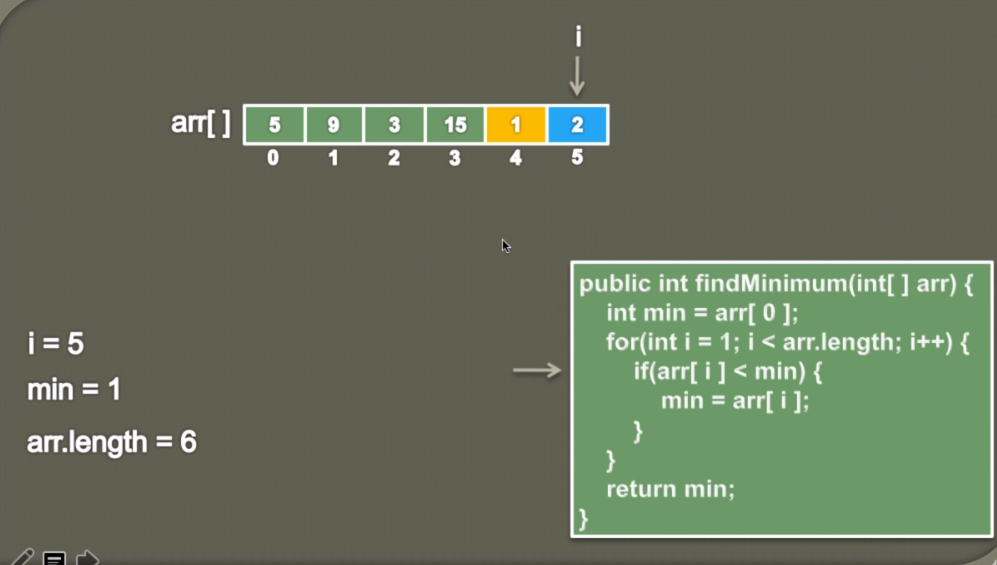 i
arr[ ] 5 9 3 15 1 2
0 1 2 3 4 5
i = 5
min = 1
arr.length = 6
public int findMinimum(int[ ] arr) {
int min = arr[ 0 ];
for(int i = 1; i < arr.length; i++) {
if(arr[ i ] < min) {
min = arr[ i ];
}
}
return min;
}